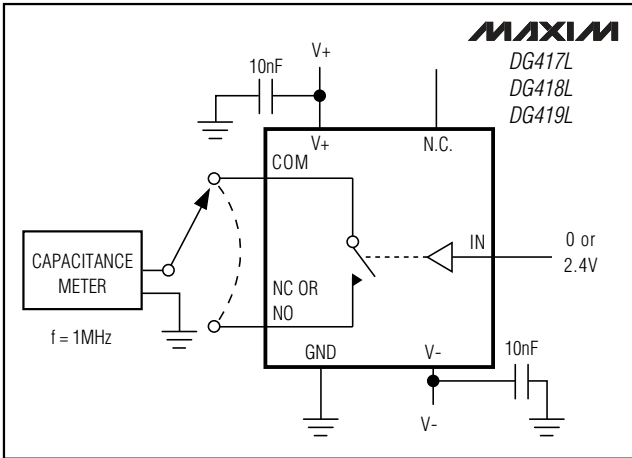 MAXIM
DG417L
DG418L
DG419L
V+
10nF
V+
N.C.
COM
IN
0 or
2.4V
CAPACITANCE
METER
NC OR
NO
f = 1MHz
GND
V-
10nF
V-